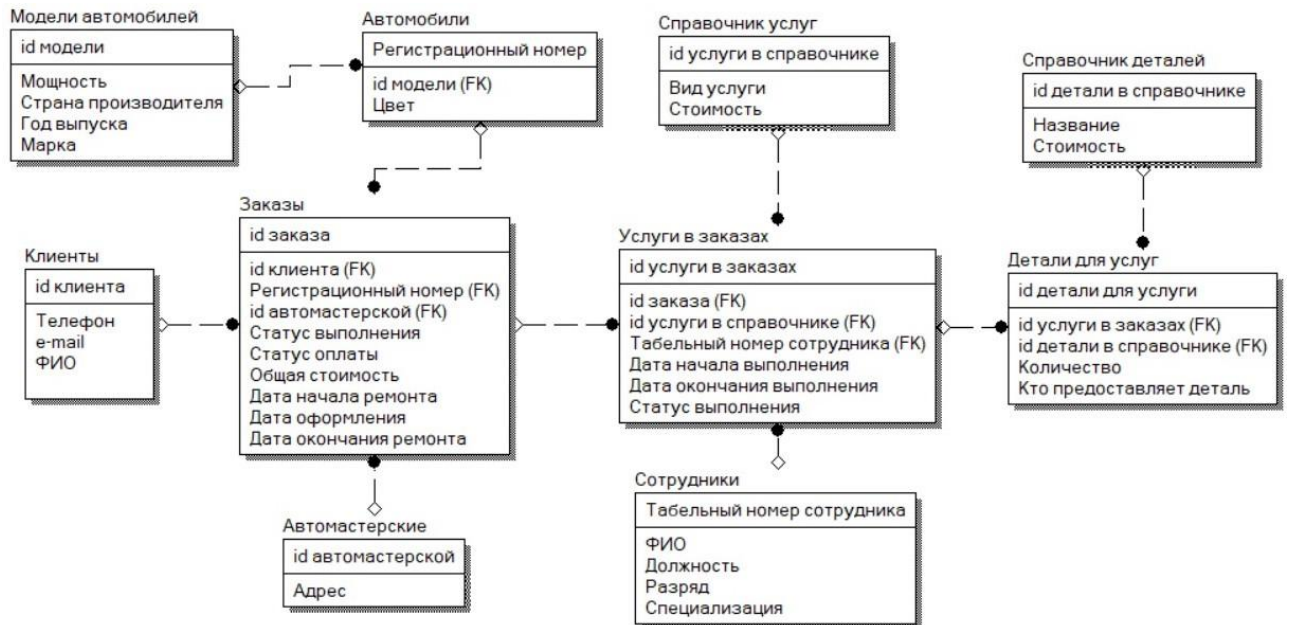 Модели автомобилей
id модели
Мощность
Страна производителя
Год выпуска
Марка
Автомобили
Регистрационный номер
id модели (FK)
Цвет
Справочник услуг
id услуги в справочнике
Вид услуги
Стоимость
Справочник деталей
id детали в справочнике
Название
Стоимость
Клиенты
id клиента
Телефон
e-mail
ФИО
Заказы
id заказа
id клиента (FK)
Регистрационный номер (FK)
id автомастерской (FK)
Статус выполнения
Статус оплаты
Общая стоимость
Дата начала ремонта
Дата оформления
Дата окончания ремонта
Услуги в заказах
id услуги в заказах
id заказа (FK)
id услуги в справочнике (FK)
Табельный номер сотрудника (FK)
Дата начала выполнения
Дата окончания выполнения
Статус выполнения
Детали для услуг
id детали для услуги
id услуги в заказах (FK)
id детали в справочнике (FK)
Количество
Кто предоставляет деталь
Автомастерские
id автомастерской
Адрес
Сотрудники
Табельный номер сотрудника
ФИО
Должность
Разряд
Специализация